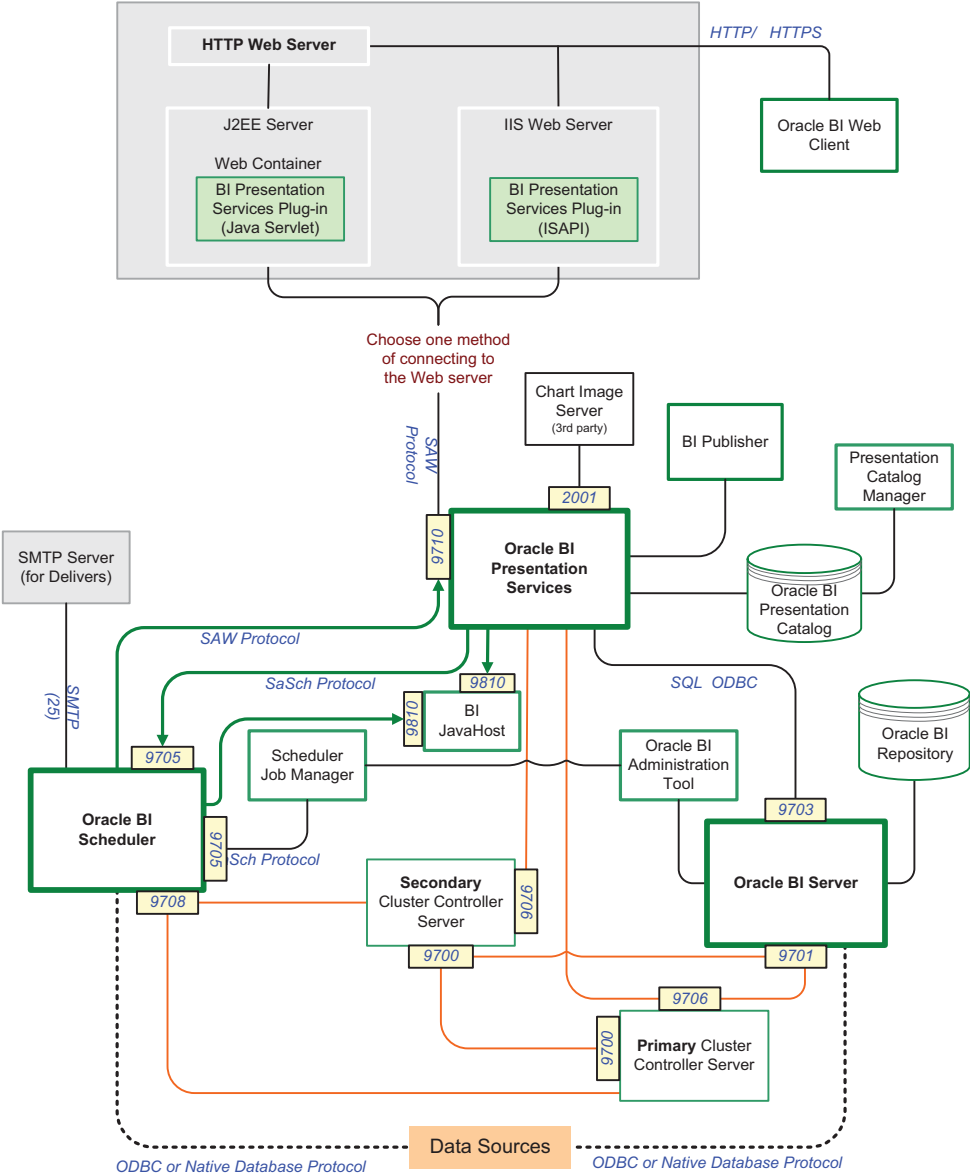 HTTP Web Server
HTTP/ HTTPS
J2EE Server
Web Container
BI Presentation
Services Plug-in
(Java Servlet)
IIS Web Server
BI Presentation
Services Plug-in
(ISAPI)
Oracle BI Web
Client
Choose one method
of connecting to
the Web server
SAW
Protocol
Chart Image
Server
(3rd party)
2001
BI Publisher
Presentation
Catalog
Manager
9710
Oracle BI
Presentation
Services
Oracle BI
Presentation
Catalog
SMTP Server
(for Delivers)
SAW Protocol
SaSch Protocol
SMTP
(25)
9810
9810
BI
JavaHost
SQL ODBC
Oracle BI
Repository
9705
Scheduler
Job Manager
Oracle BI
Administration
Tool
Oracle BI
Scheduler
9705
Sch Protocol
9703
Oracle BI Server
9708
Secondary
Cluster Controller
Server
9706
9700
9701
9706
9700
Primary Cluster
Controller Server
Data Sources
ODBC or Native Database Protocol
ODBC or Native Database Protocol